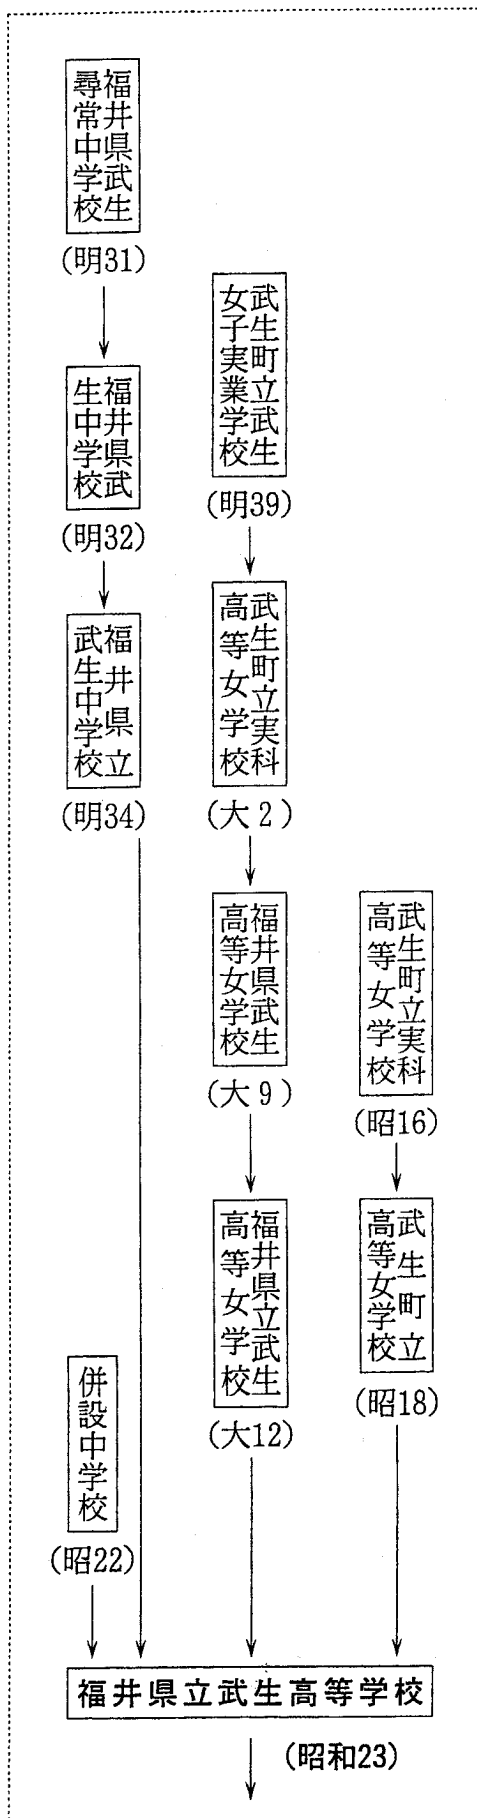 福井県武生
尋常中学校
(明31)
福井県武
生中学校
(明32)
福井県立
武生中学校
(明34)
武生町立武生
女子実業学校
(明39)
武生町立実科
高等女学校
(大2)
福井県武生
高等女学校
(大9)
福井県立武生
高等女学校
(大12)
武生町立実科
高等女学校
(昭16)
武生町立
高等女学校
(昭18)
併設中学校
(昭22)
福井県立武生高等学校
(昭和23)